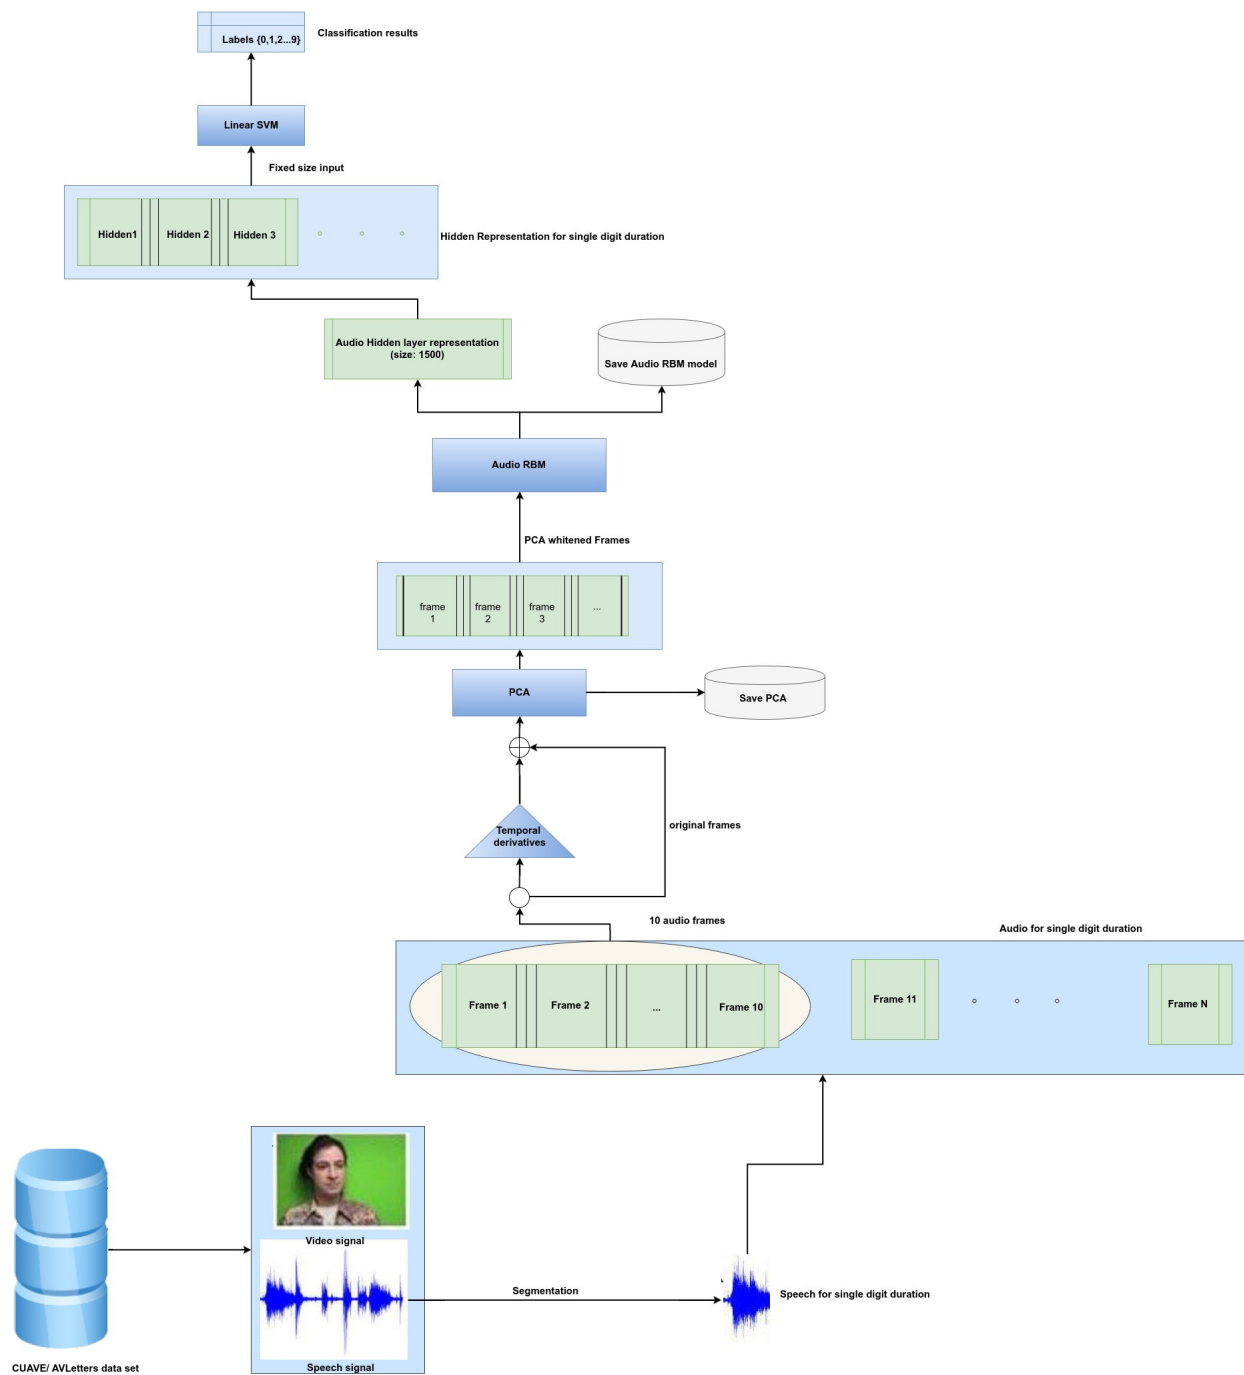 Labels {0,1,2...9}
Classification results
Linear SVM
Fixed size input
Hidden1
Hidden 2
Hidden 3
Hidden Representation for single digit duration
Audio Hidden layer representation
(size: 1500)
Save Audio RBM model
Audio RBM
PCA whitened Frames
frame
1
frame
2
frame
3
...
PCA
Save PCA
Temporal
derivatives
original frames
10 audio frames
Audio for single digit duration
Frame 1
Frame 2
...
Frame 10
Frame 11
Frame N
Video signal
Segmentation
Speech for single digit duration
Speech signal
CUAVE/ AVLetters data set